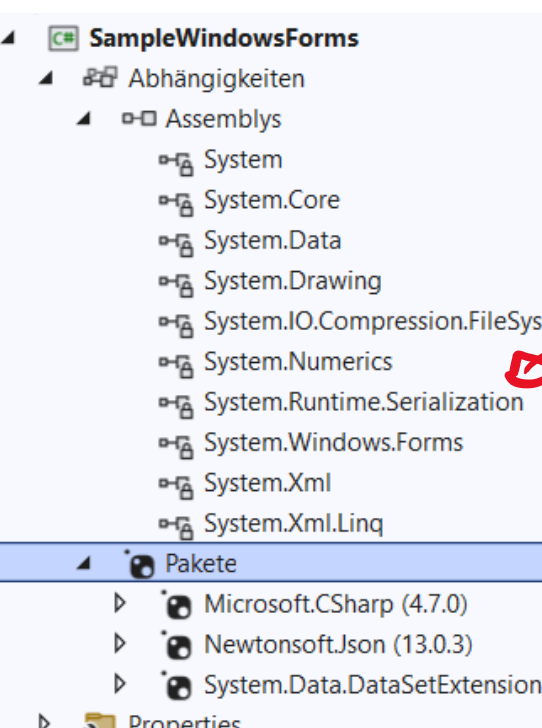 C# SampleWindowsForms
Abhängigkeiten
Assemblys
System
System.Core
System.Data
System.Drawing
System.IO.Compression.FileSys
System.Numerics
System.Runtime.Serialization
System.Windows.Forms
System.Xml
System.Xml.Linq
Pakete
Microsoft.CSharp (4.7.0)
Newtonsoft.Json (13.0.3)
System.Data.DataSetExtension
Properties